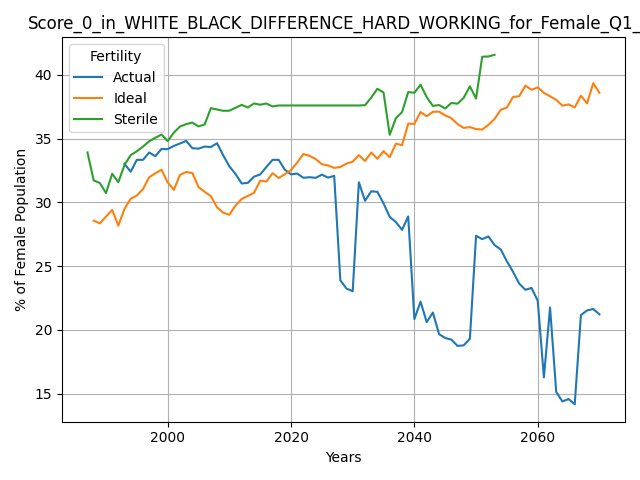 Score_0_in_WHITE_BLACK_DIFFERENCE_HARD_WORKING_for_Female_Q1_
Fertility
Actual
Ideal
Sterile
% of Female Population
40
35
30
25
20
15
2000
2020
2040
2060
Years